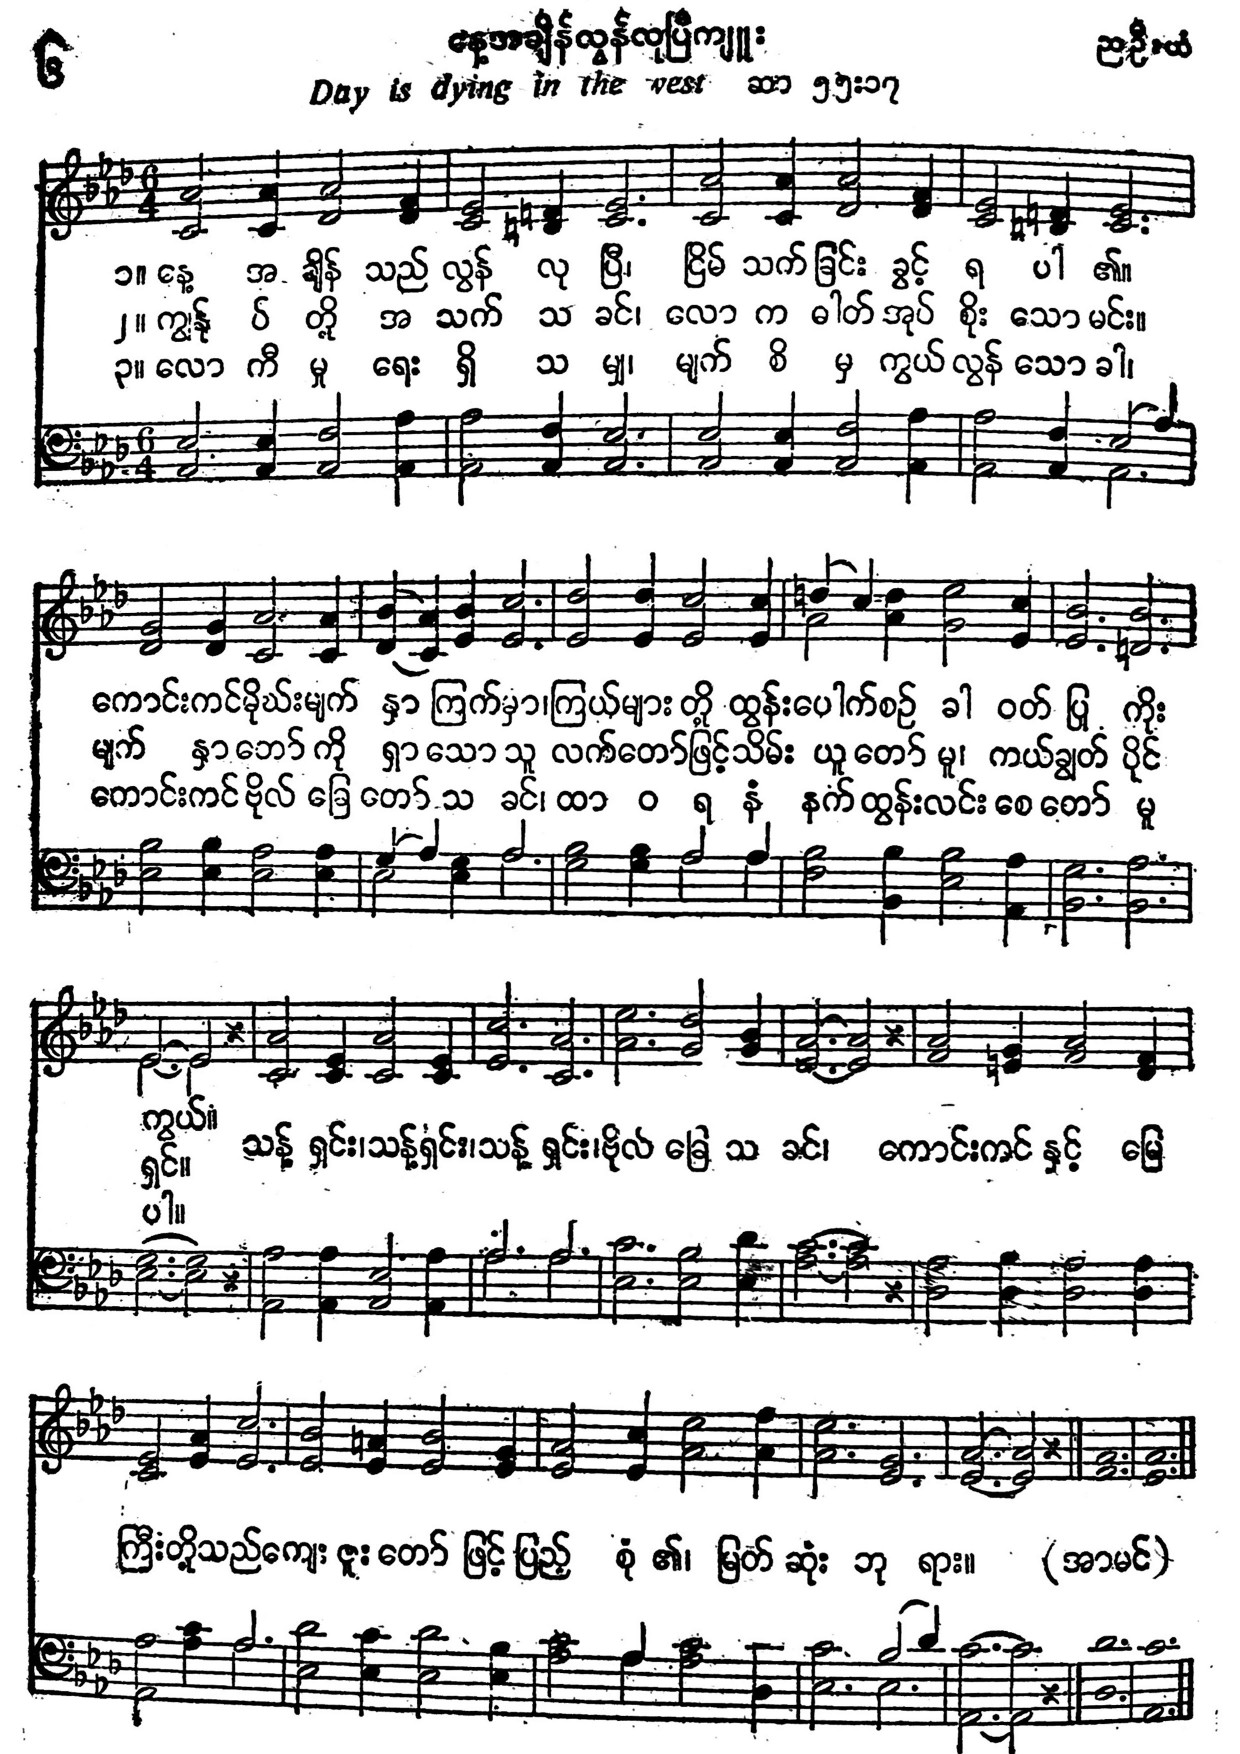 ၆
နေ့အချိန်လွန်လုပြီကျူး
ညဦးထံ
Day is dying in the west ဆာ ၅၅း၁၇
၁။ နေ့ အ ချိန် သည် လွန် လု ပြီ၊ ငြိမ် သက် ခြင်း ခွင့် ရ ပါ ၏။
၂။ ကျွန်ု ပ် တို့ အ သက် သ ခင်၊ လော က ဓါတ် အုပ် စိုး သော မင်း။
၃။ လော ကီ မှု ရေး ရှိ သ မျှ၊ မျက် စိ မှ ကွယ် လွန် သော ခါ၊
ကောင်းကင်မိုဃ်းမျက် နှာ ကြက်မှာ၊ကြယ်များ တို့ ထွန်းပေါက်စဉ် ခါ ဝတ် ပြု ကိုး
မျက် နှာ ဘော် ကို ရှာ သော သူ လက်တော်ဖြင့်သိမ်း ယူ တော် မူ၊ ကယ်ချွတ် ပိုင်
ကောင်းကင် ဗိုလ် ခြေ တော် သ ခင်၊ ထာ ဝ ရ နံ နက် ထွန်းလင်း စေ တော် မူ
ကွယ်။
ရှင်။
ပါ။
သန့် ရှင်း၊သန့်ရှင်း၊သန့် ရှင်း၊ဗိုလ် ခြေ သ ခင်၊ ကောင်းကင် နှင့် မြေ
ကြီးတို့သည်ကျေး ဇူး တော် ဖြင့် ပြည့် စုံ ၏၊ မြတ် ဆုံး ဘု ရား။ (အာမင်)